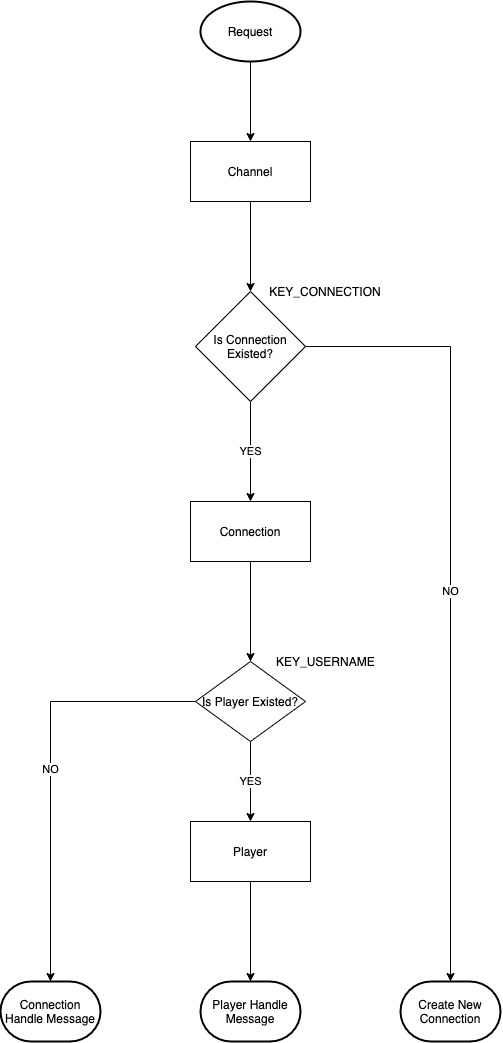 Request
Channel
KEY_CONNECTION
Is Connection
Existed?
YES
Connection
NO
KEY_USERNAME
Is Player Existed?
NO
YES
Player
Connection
Handle Message
Player Handle
Message
Create New
Connection